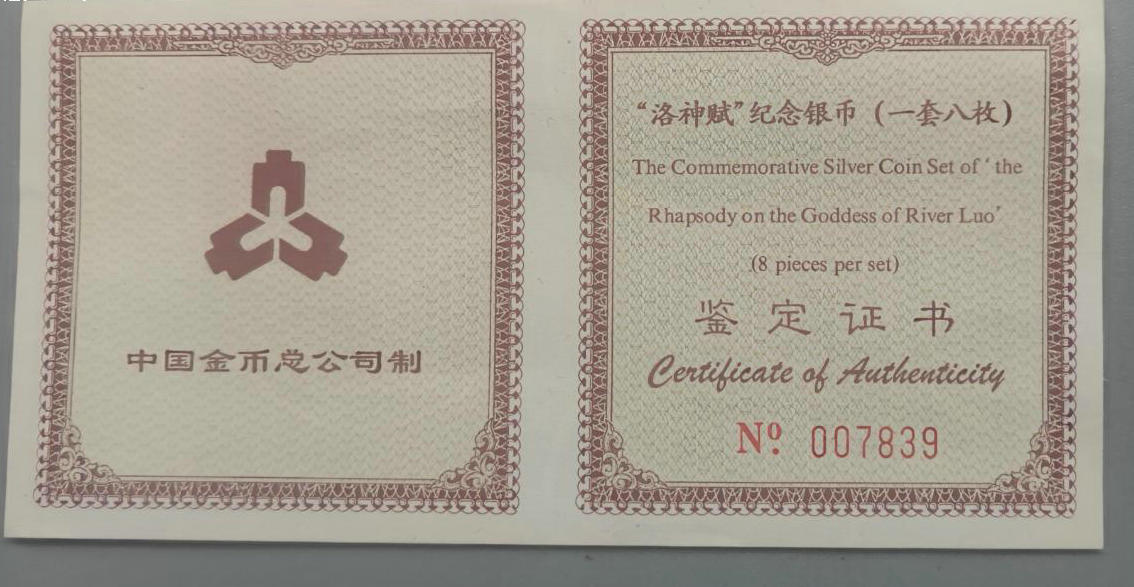 中国金币总公司制
“洛神赋”纪念银币（一套八枚）
The Commemorative Silver Coin Set of ‘ the
Rhapsody on the Goddess of River Luo’
(8 pieces per set)
鉴定证书
Certificate of Authenticity
Nº 007839